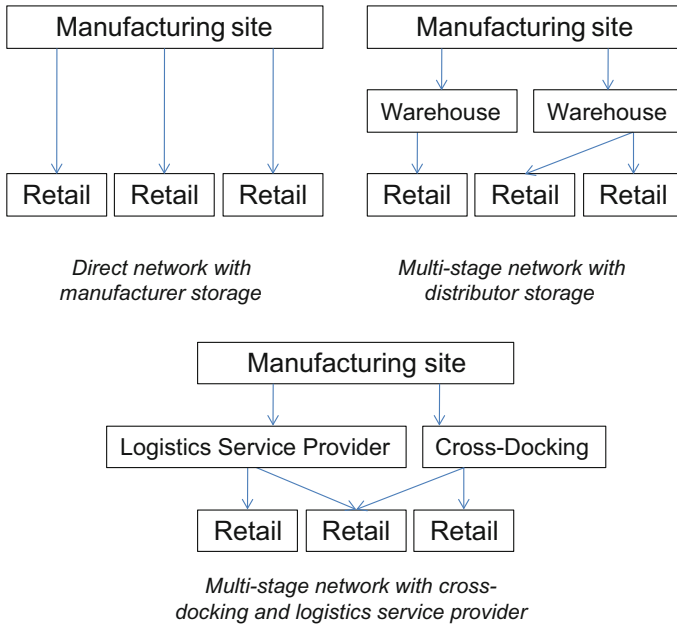 Manufacturing site
Retail
Retail
Retail
Direct network with
manufacturer storage
Manufacturing site
Warehouse
Warehouse
Retail
Retail
Retail
Multi-stage network with
distributor storage
Manufacturing site
Logistics Service Provider
Cross-Docking
Retail
Retail
Retail
Multi-stage network with cross-
docking and logistics service provider